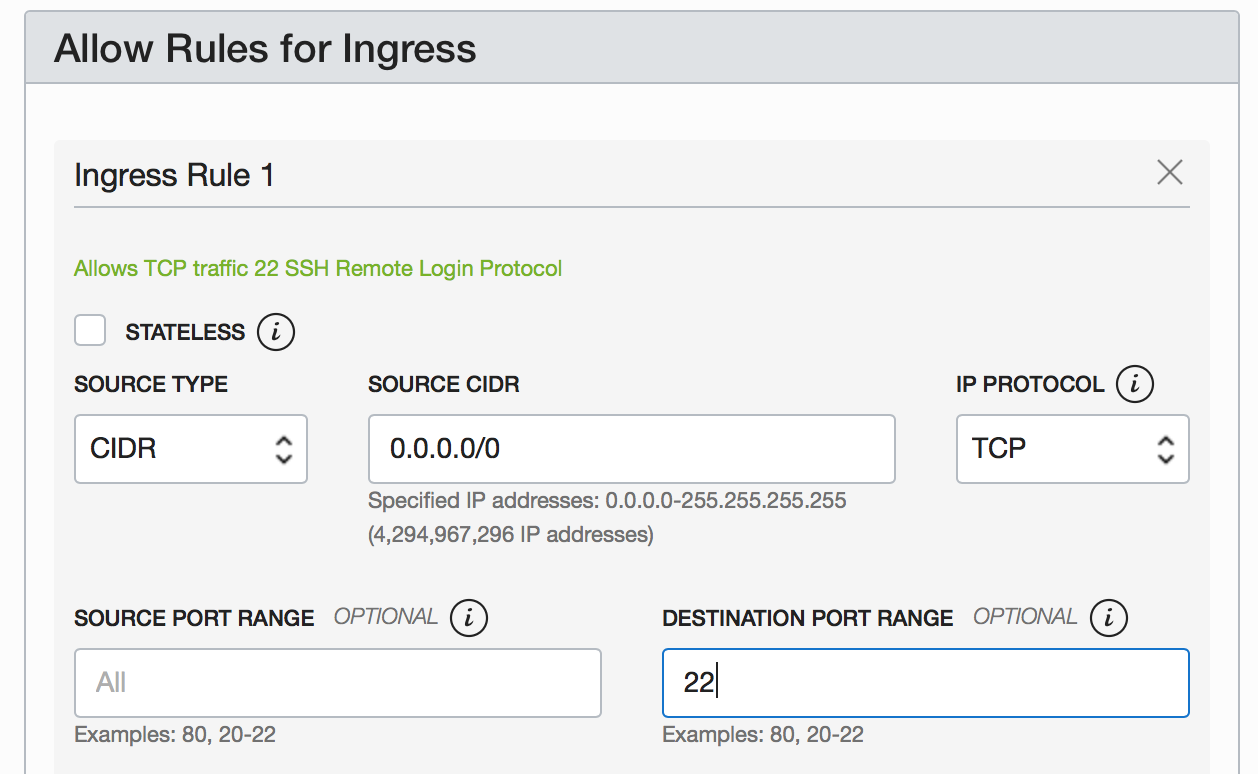 Allow Rules for Ingress
Ingress Rule 1
Allows TCP traffic 22 SSH Remote Login Protocol
STATELESS i
SOURCE TYPE SOURCE CIDR IP PROTOCOL i
CIDR 0.0.0.0/0 TCP
Specified IP addresses: 0.0.0.0-255.255.255.255
(4,294,967,296 IP addresses)
SOURCE PORT RANGE OPTIONAL i DESTINATION PORT RANGE OPTIONAL i
All 22
Examples: 80, 20-22 Examples: 80, 20-22